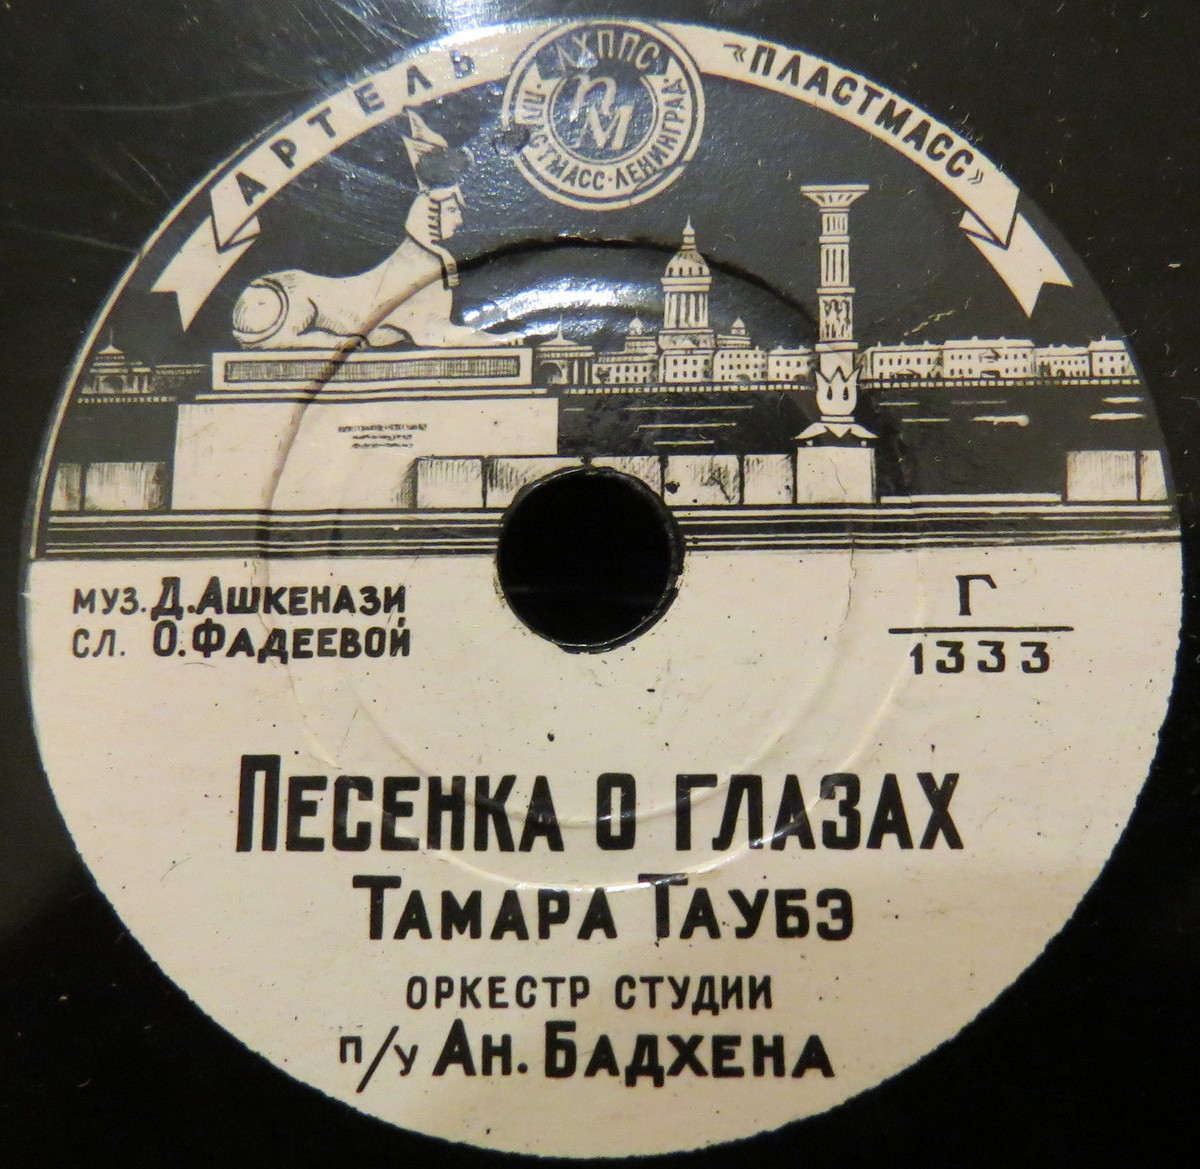 АРТЕЛЬ
ЛХППС
ПМ
ПЛАСТМАСС·ЛЕНИНГРАД·
«ПЛАСТМАСС»
МУЗ. Д. АШКЕНАЗИ
СЛ. О. ФАДЕЕВОЙ
Г
1333
ПЕСЕНКА О ГЛАЗАХ
ТАМАРА ТАУБЭ
ОРКЕСТР СТУДИИ
П/У АН. БАДХЕНА